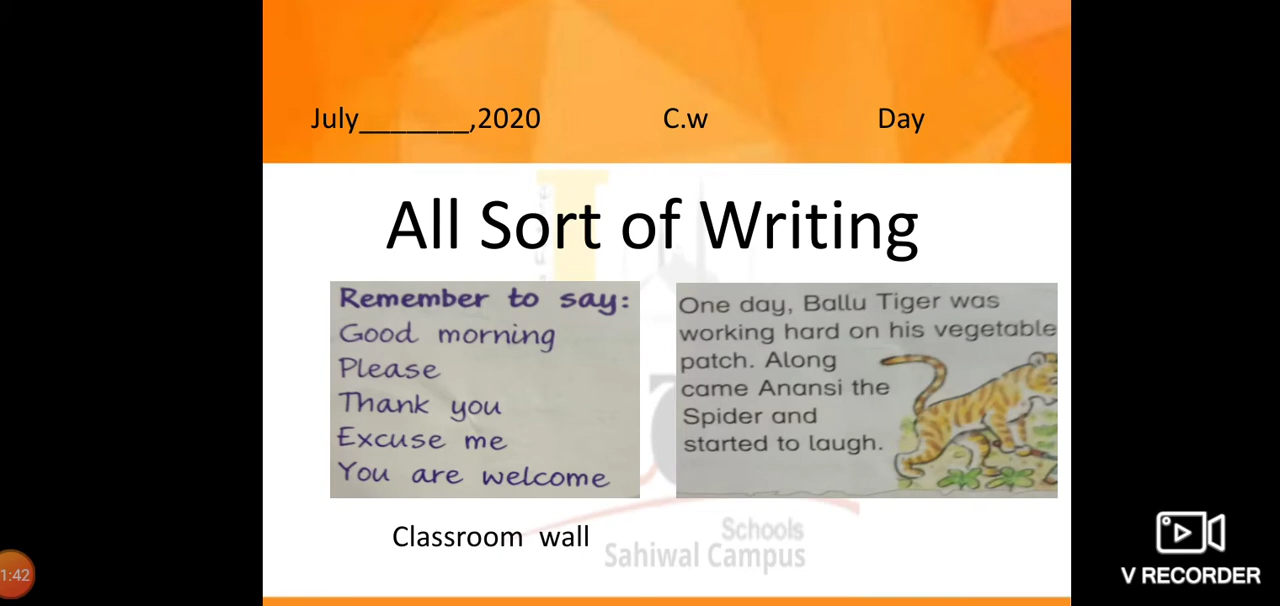 July_______,2020 C.w Day
All Sort of Writing
Remember to say:
Good morning
Please
Thank you
Excuse me
You are welcome
One day, Ballu Tiger was
working hard on his vegetable
patch. Along
came Anansi the
Spider and
started to laugh.
Classroom wall
Schools
Sahiwal Campus
1:42
V RECORDER